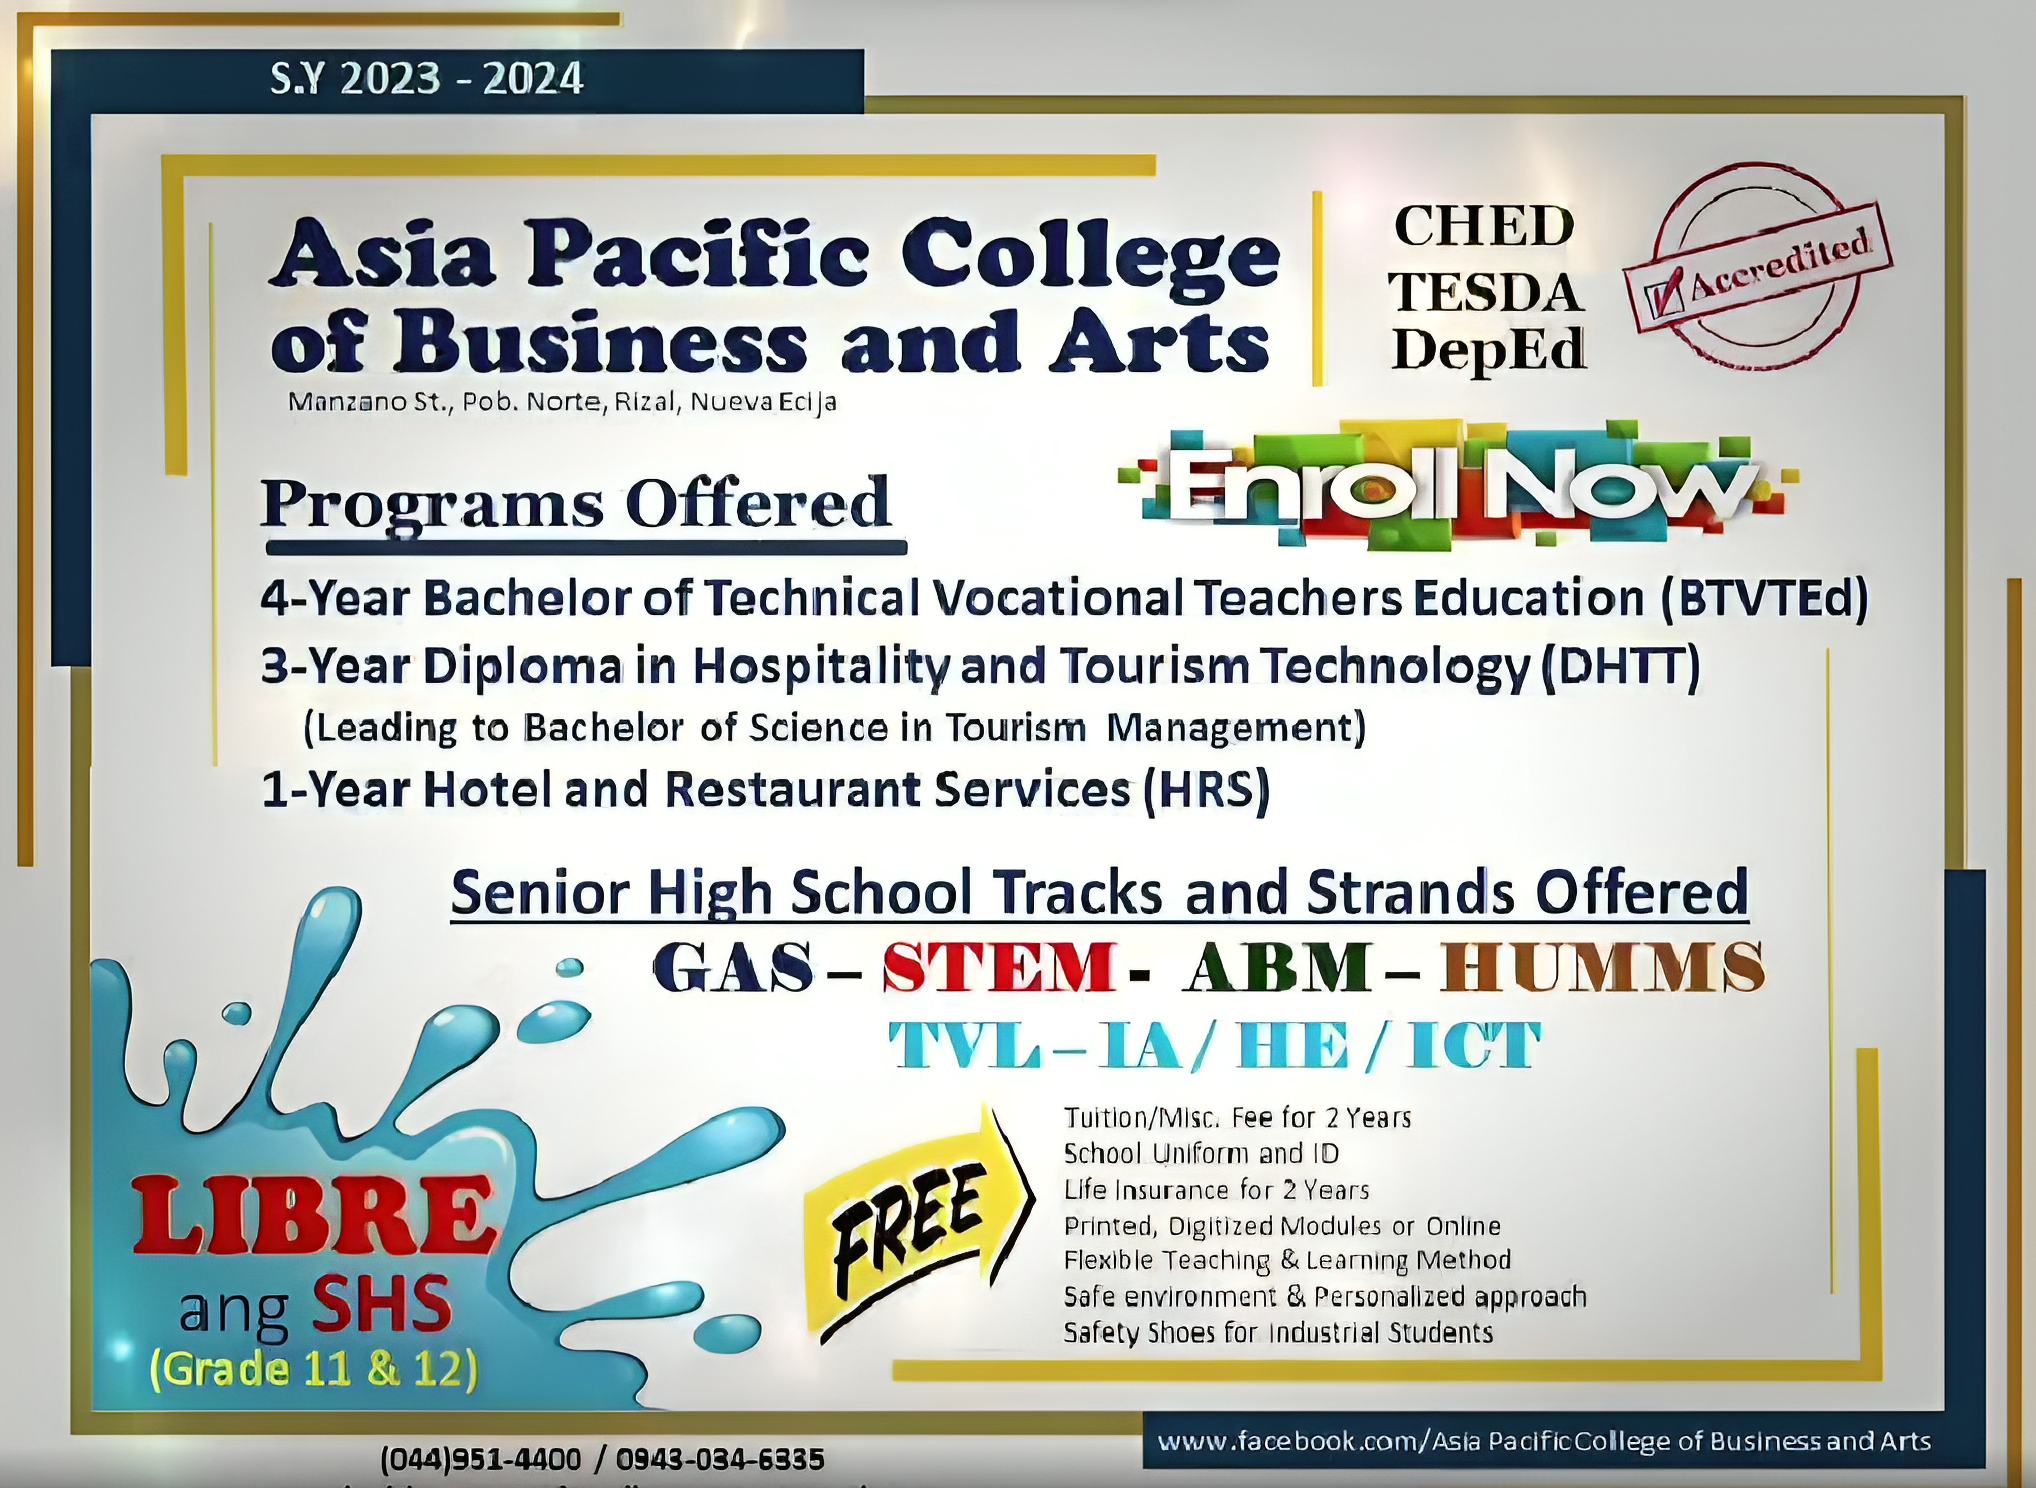 S.Y 2023 - 2024
Asia Pacific College
of Business and Arts
Manzano St., Pob. Norte, Rizal, Nueva Ecija
CHED
TESDA
DepEd
Accredited
Enroll Now
Programs Offered
4-Year Bachelor of Technical Vocational Teachers Education (BTVTEd)
3-Year Diploma in Hospitality and Tourism Technology (DHTT)
(Leading to Bachelor of Science in Tourism Management)
1-Year Hotel and Restaurant Services (HRS)
Senior High School Tracks and Strands Offered
GAS – STEM - ABM – HUMMS
TVL – IA / HE / ICT
LIBRE
ang SHS
(Grade 11 & 12)
FREE
Tuition/Misc. Fee for 2 Years
School Uniform and ID
Life Insurance for 2 Years
Printed, Digitized Modules or Online
Flexible Teaching & Learning Method
Safe environment & Personalized approach
Safety Shoes for Industrial Students
(044)951-4400 / 0943-034-6335
www.facebook.com/Asia Pacific College of Business and Arts